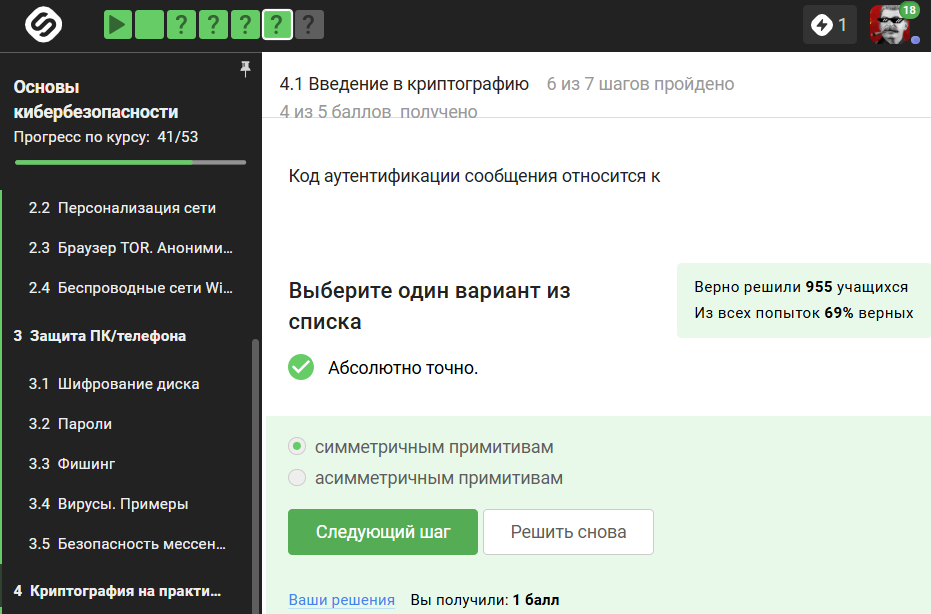 ?
?
?
?
?
1
18
Основы
кибербезопасности
Прогресс по курсу: 41/53
2.2 Персонализация сети
2.3 Браузер TOR. Аноними...
2.4 Беспроводные сети Wi...
3 Защита ПК/телефона
3.1 Шифрование диска
3.2 Пароли
3.3 Фишинг
3.4 Вирусы. Примеры
3.5 Безопасность мессен...
4 Криптография на практи...
4.1 Введение в криптографию 6 из 7 шагов пройдено
4 из 5 баллов получено
Код аутентификации сообщения относится к
Выберите один вариант из
списка
Верно решили 955 учащихся
Из всех попыток 69% верных
Абсолютно точно.
симметричным примитивам
асимметричным примитивам
Следующий шаг
Решить снова
Ваши решения Вы получили: 1 балл